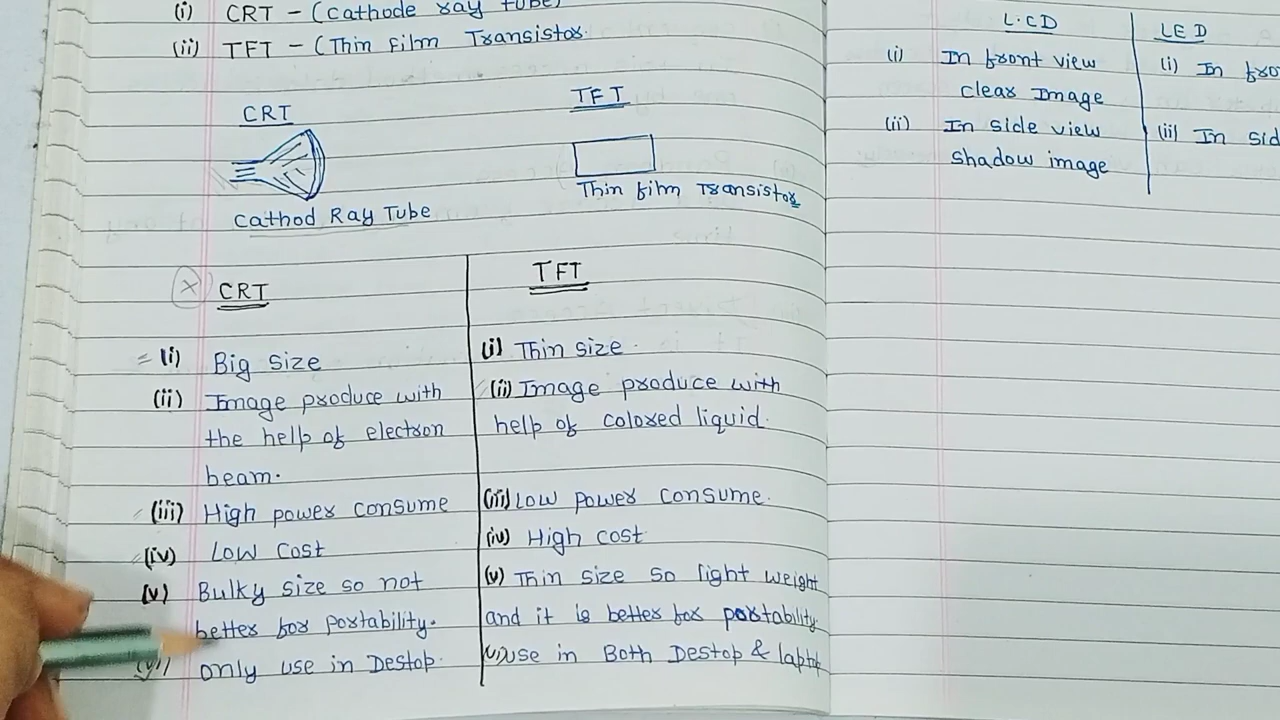 (i) CRT - (Cathode ray tube)
(ii) TFT - (Thin Film Transistor.
CRT
TFT
Cathod Ray Tube
Thin film Transistor
X CRT
TFT
(i) Big Size
(ii) Image produce with
the help of electron
beam.
(iii) High power consume
(iv) Low Cost
(v) Bulky size so not
better for portability.
(vi) only use in Destop.
(i) Thin size.
(ii) Image produce with
help of colored liquid.
(iii) Low power consume.
(iv) High cost
(v) Thin size so light weight
and it is better for portability
(vi) use in Both Destop & laptop
L.CD
LED
(i) In front view
clear Image
(ii) In side view
shadow image
(i) In fro
(ii) In sid